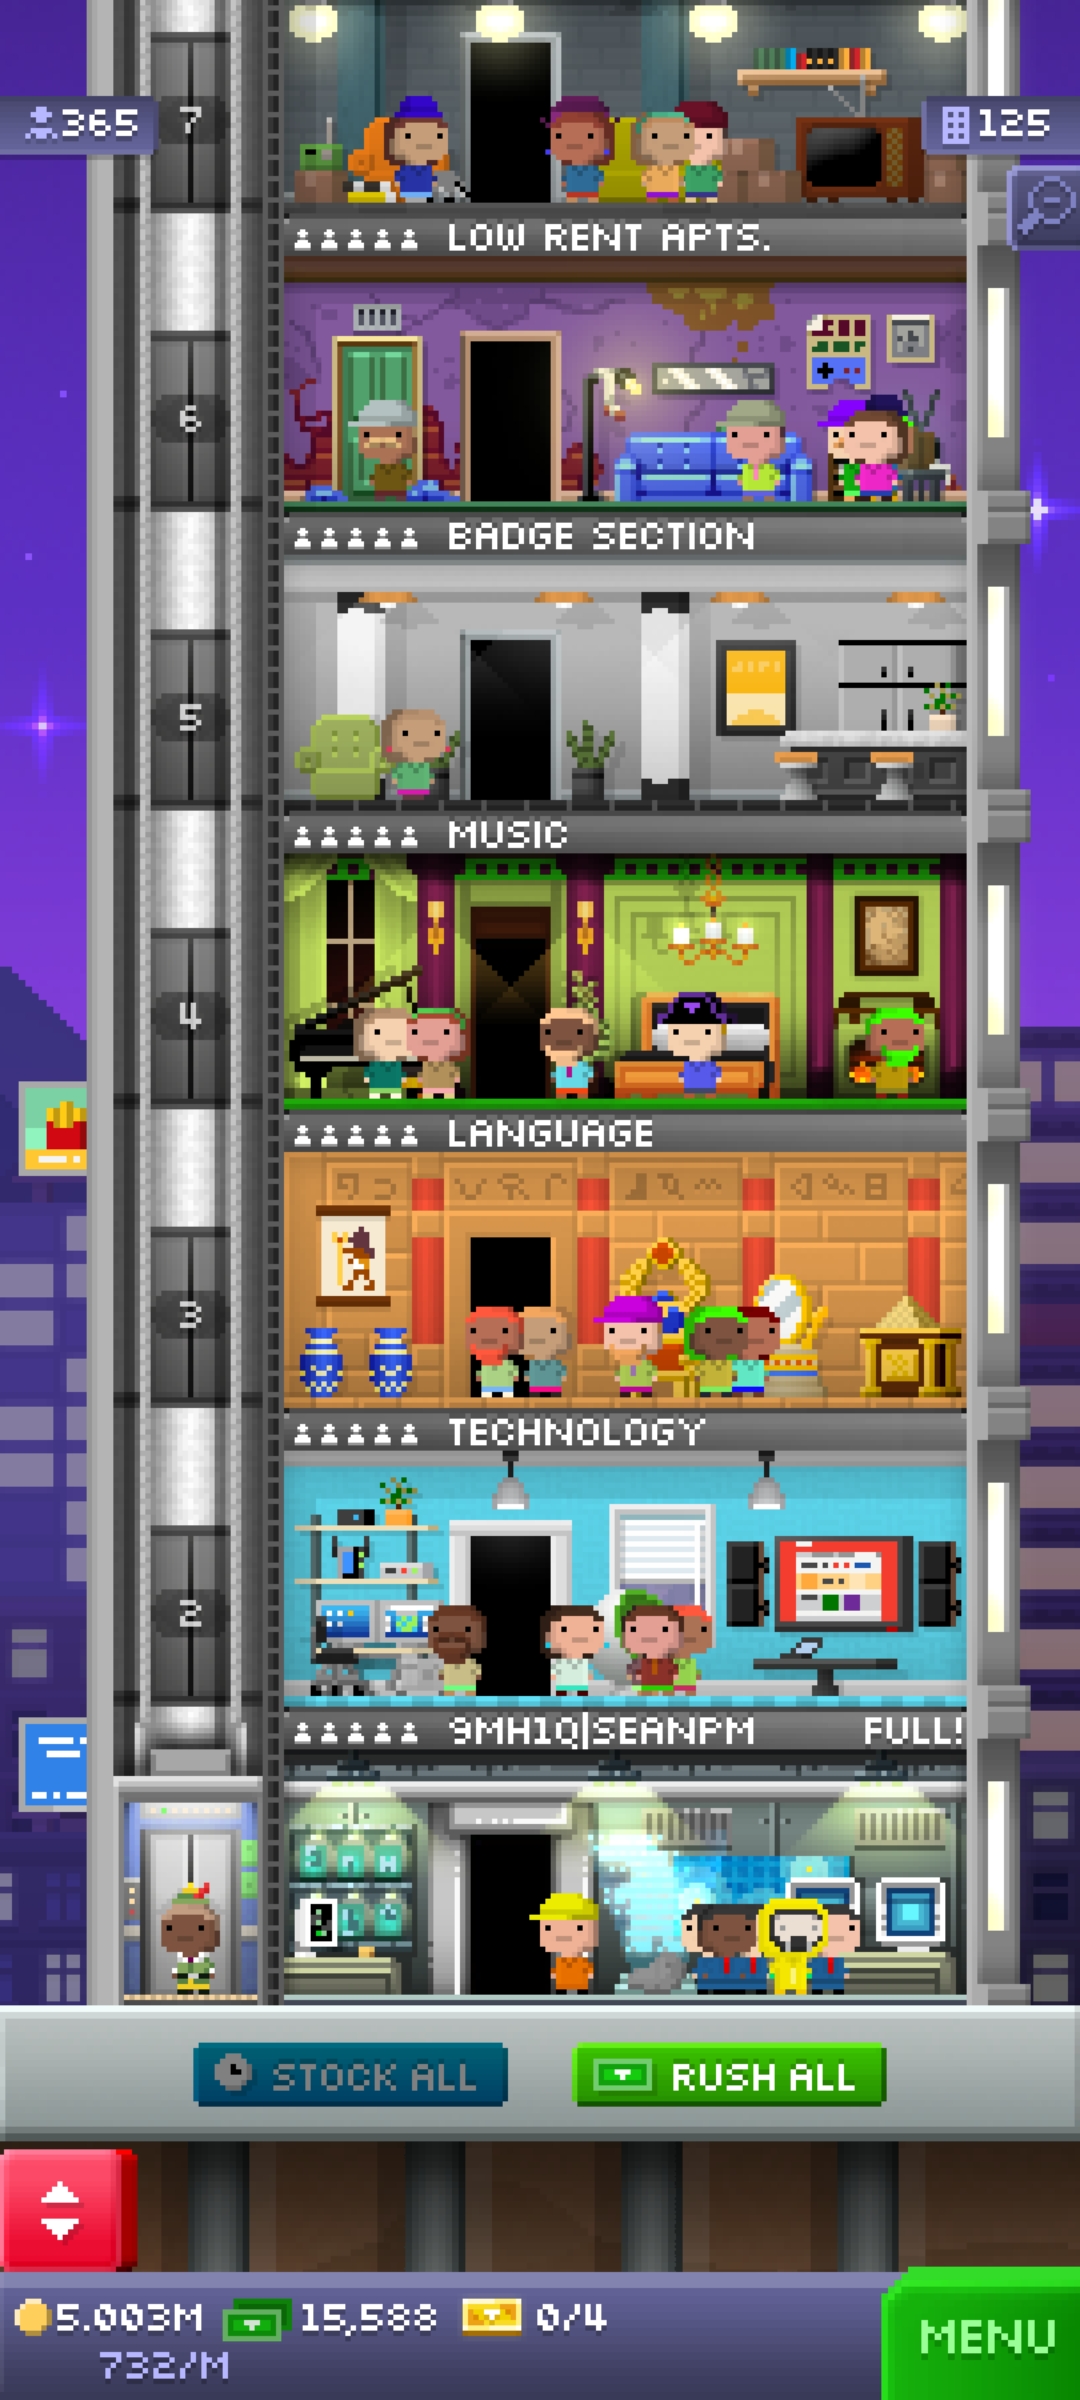 365
7
125
LOW RENT APTS.
6
BADGE SECTION
5
MUSIC
4
LANGUAGE
3
TECHNOLOGY
2
9MH1Q|SEANPM FULL!
STOCK ALL
RUSH ALL
5.003M 15,588 0/4
732/M
MENU